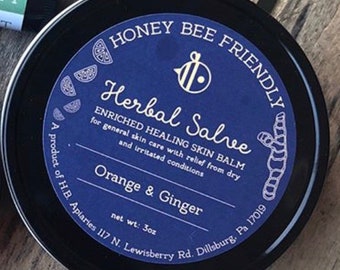 HONEY BEE FRIENDLY
Herbal Salve
ENRICHED HEALING SKIN BALM
for general skin care with relief from dry
and irritated conditions
Orange & Ginger
net wt: 3oz
A product of H.B. Apiaries 117 N. Lewisberry Rd. Dillsburg, Pa 17019